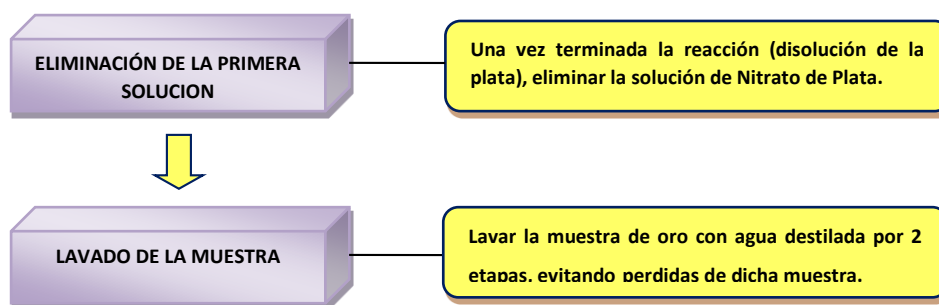 ELIMINACIÓN DE LA PRIMERA
SOLUCION
Una vez terminada la reacción (disolución de la
plata), eliminar la solución de Nitrato de Plata.
LAVADO DE LA MUESTRA
Lavar la muestra de oro con agua destilada por 2
etapas, evitando perdidas de dicha muestra.